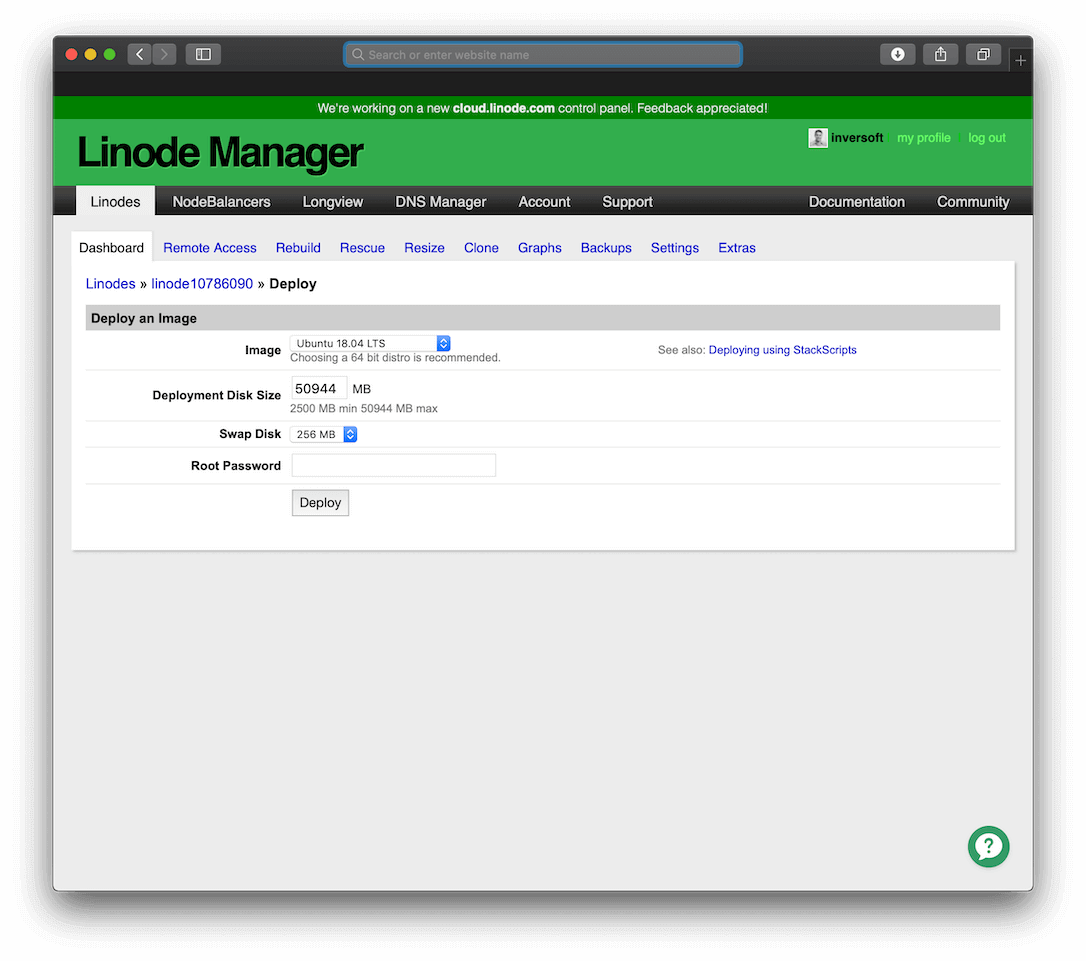 Search or enter website name
We're working on a new cloud.linode.com control panel. Feedback appreciated!
Linode Manager
inversoft my profile log out
Linodes NodeBalancers Longview DNS Manager Account Support Documentation Community
Dashboard Remote Access Rebuild Rescue Resize Clone Graphs Backups Settings Extras
Linodes » linode10786090 » Deploy
Deploy an Image
Image Ubuntu 18.04 LTS
Choosing a 64 bit distro is recommended.
See also: Deploying using StackScripts
Deployment Disk Size 50944 MB
2500 MB min 50944 MB max
Swap Disk 256 MB
Root Password
Deploy
?